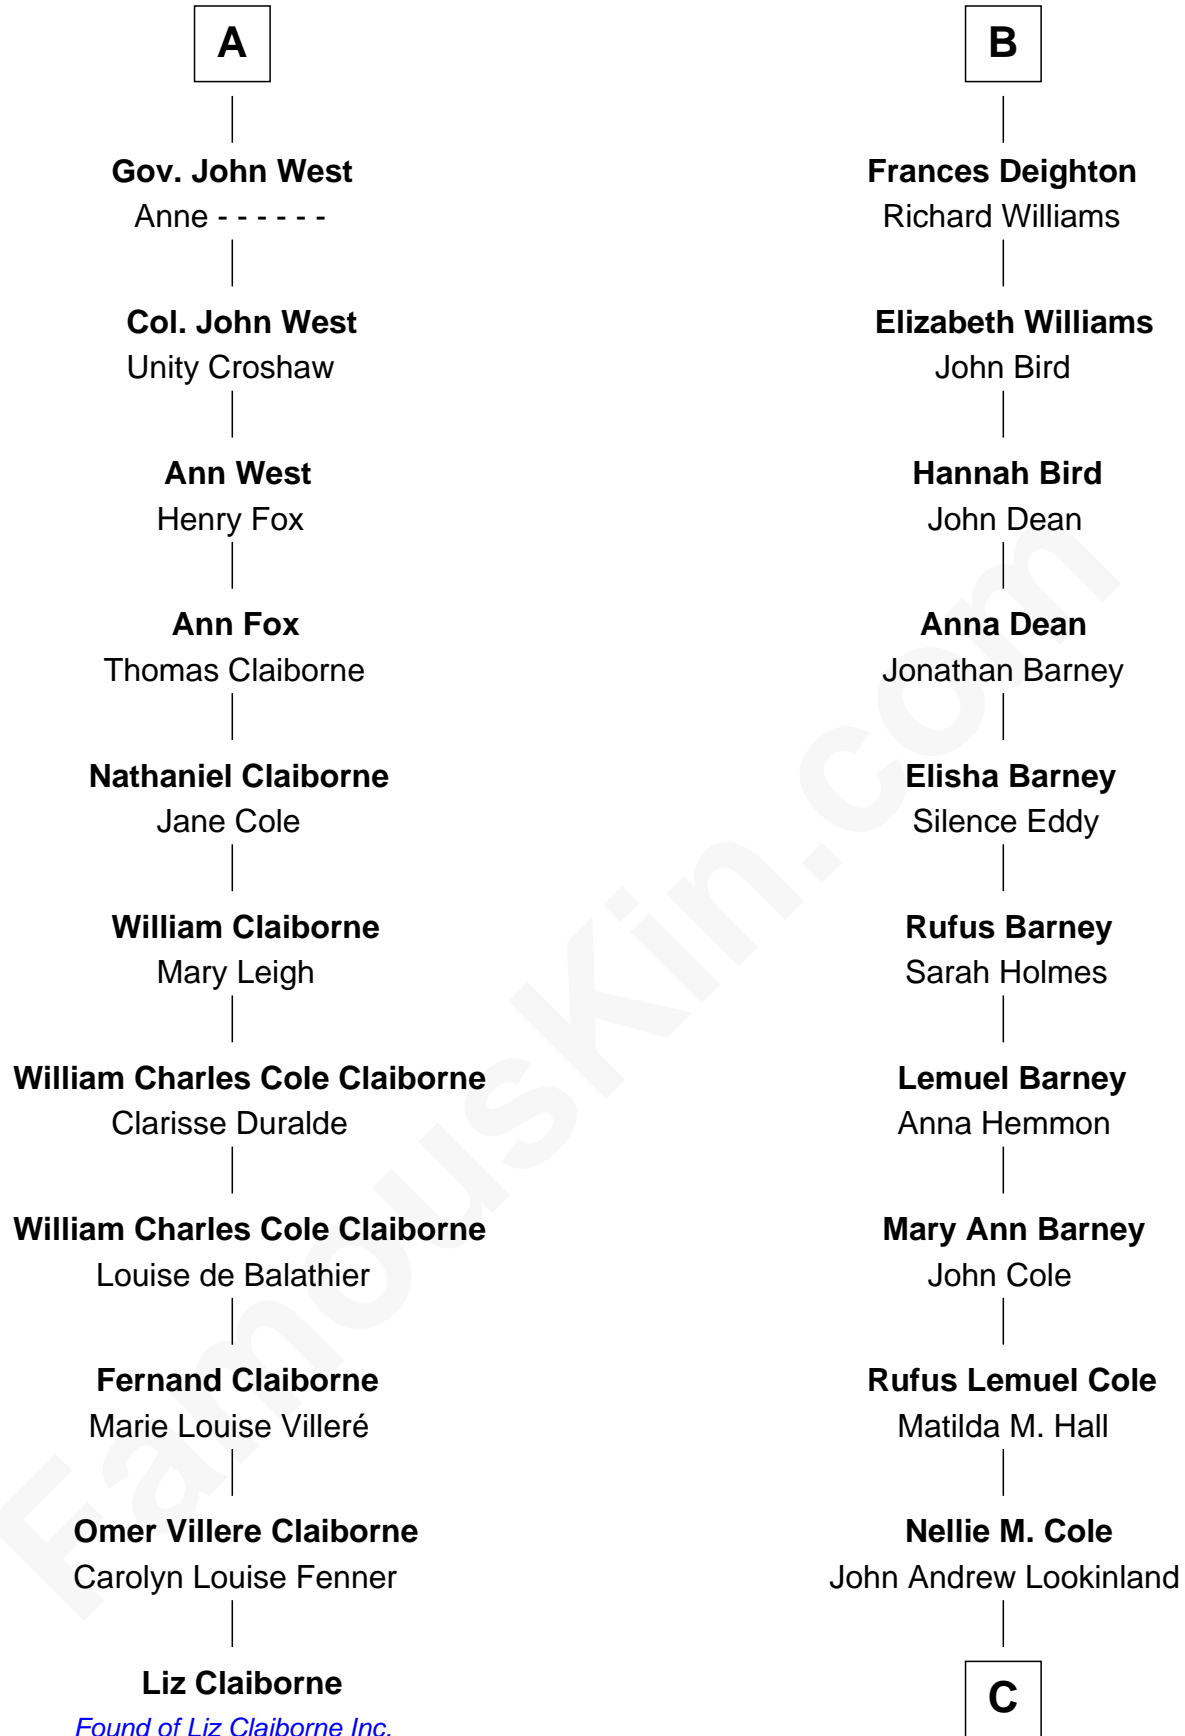 A
Gov. John West
Anne - - - - - -
Col. John West
Unity Croshaw
Ann West
Henry Fox
Ann Fox
Thomas Claiborne
Nathaniel Claiborne
Jane Cole
William Claiborne
Mary Leigh
William Charles Cole Claiborne
Clarisse Duralde
William Charles Cole Claiborne
Louise de Balathier
Fernand Claiborne
Marie Louise Villeré
Omer Villere Claiborne
Carolyn Louise Fenner
Liz Claiborne
Found of Liz Claiborne Inc.
B
Frances Deighton
Richard Williams
Elizabeth Williams
John Bird
Hannah Bird
John Dean
Anna Dean
Jonathan Barney
Elisha Barney
Silence Eddy
Rufus Barney
Sarah Holmes
Lemuel Barney
Anna Hemmon
Mary Ann Barney
John Cole
Rufus Lemuel Cole
Matilda M. Hall
Nellie M. Cole
John Andrew Lookinland
C
FamousKin.com